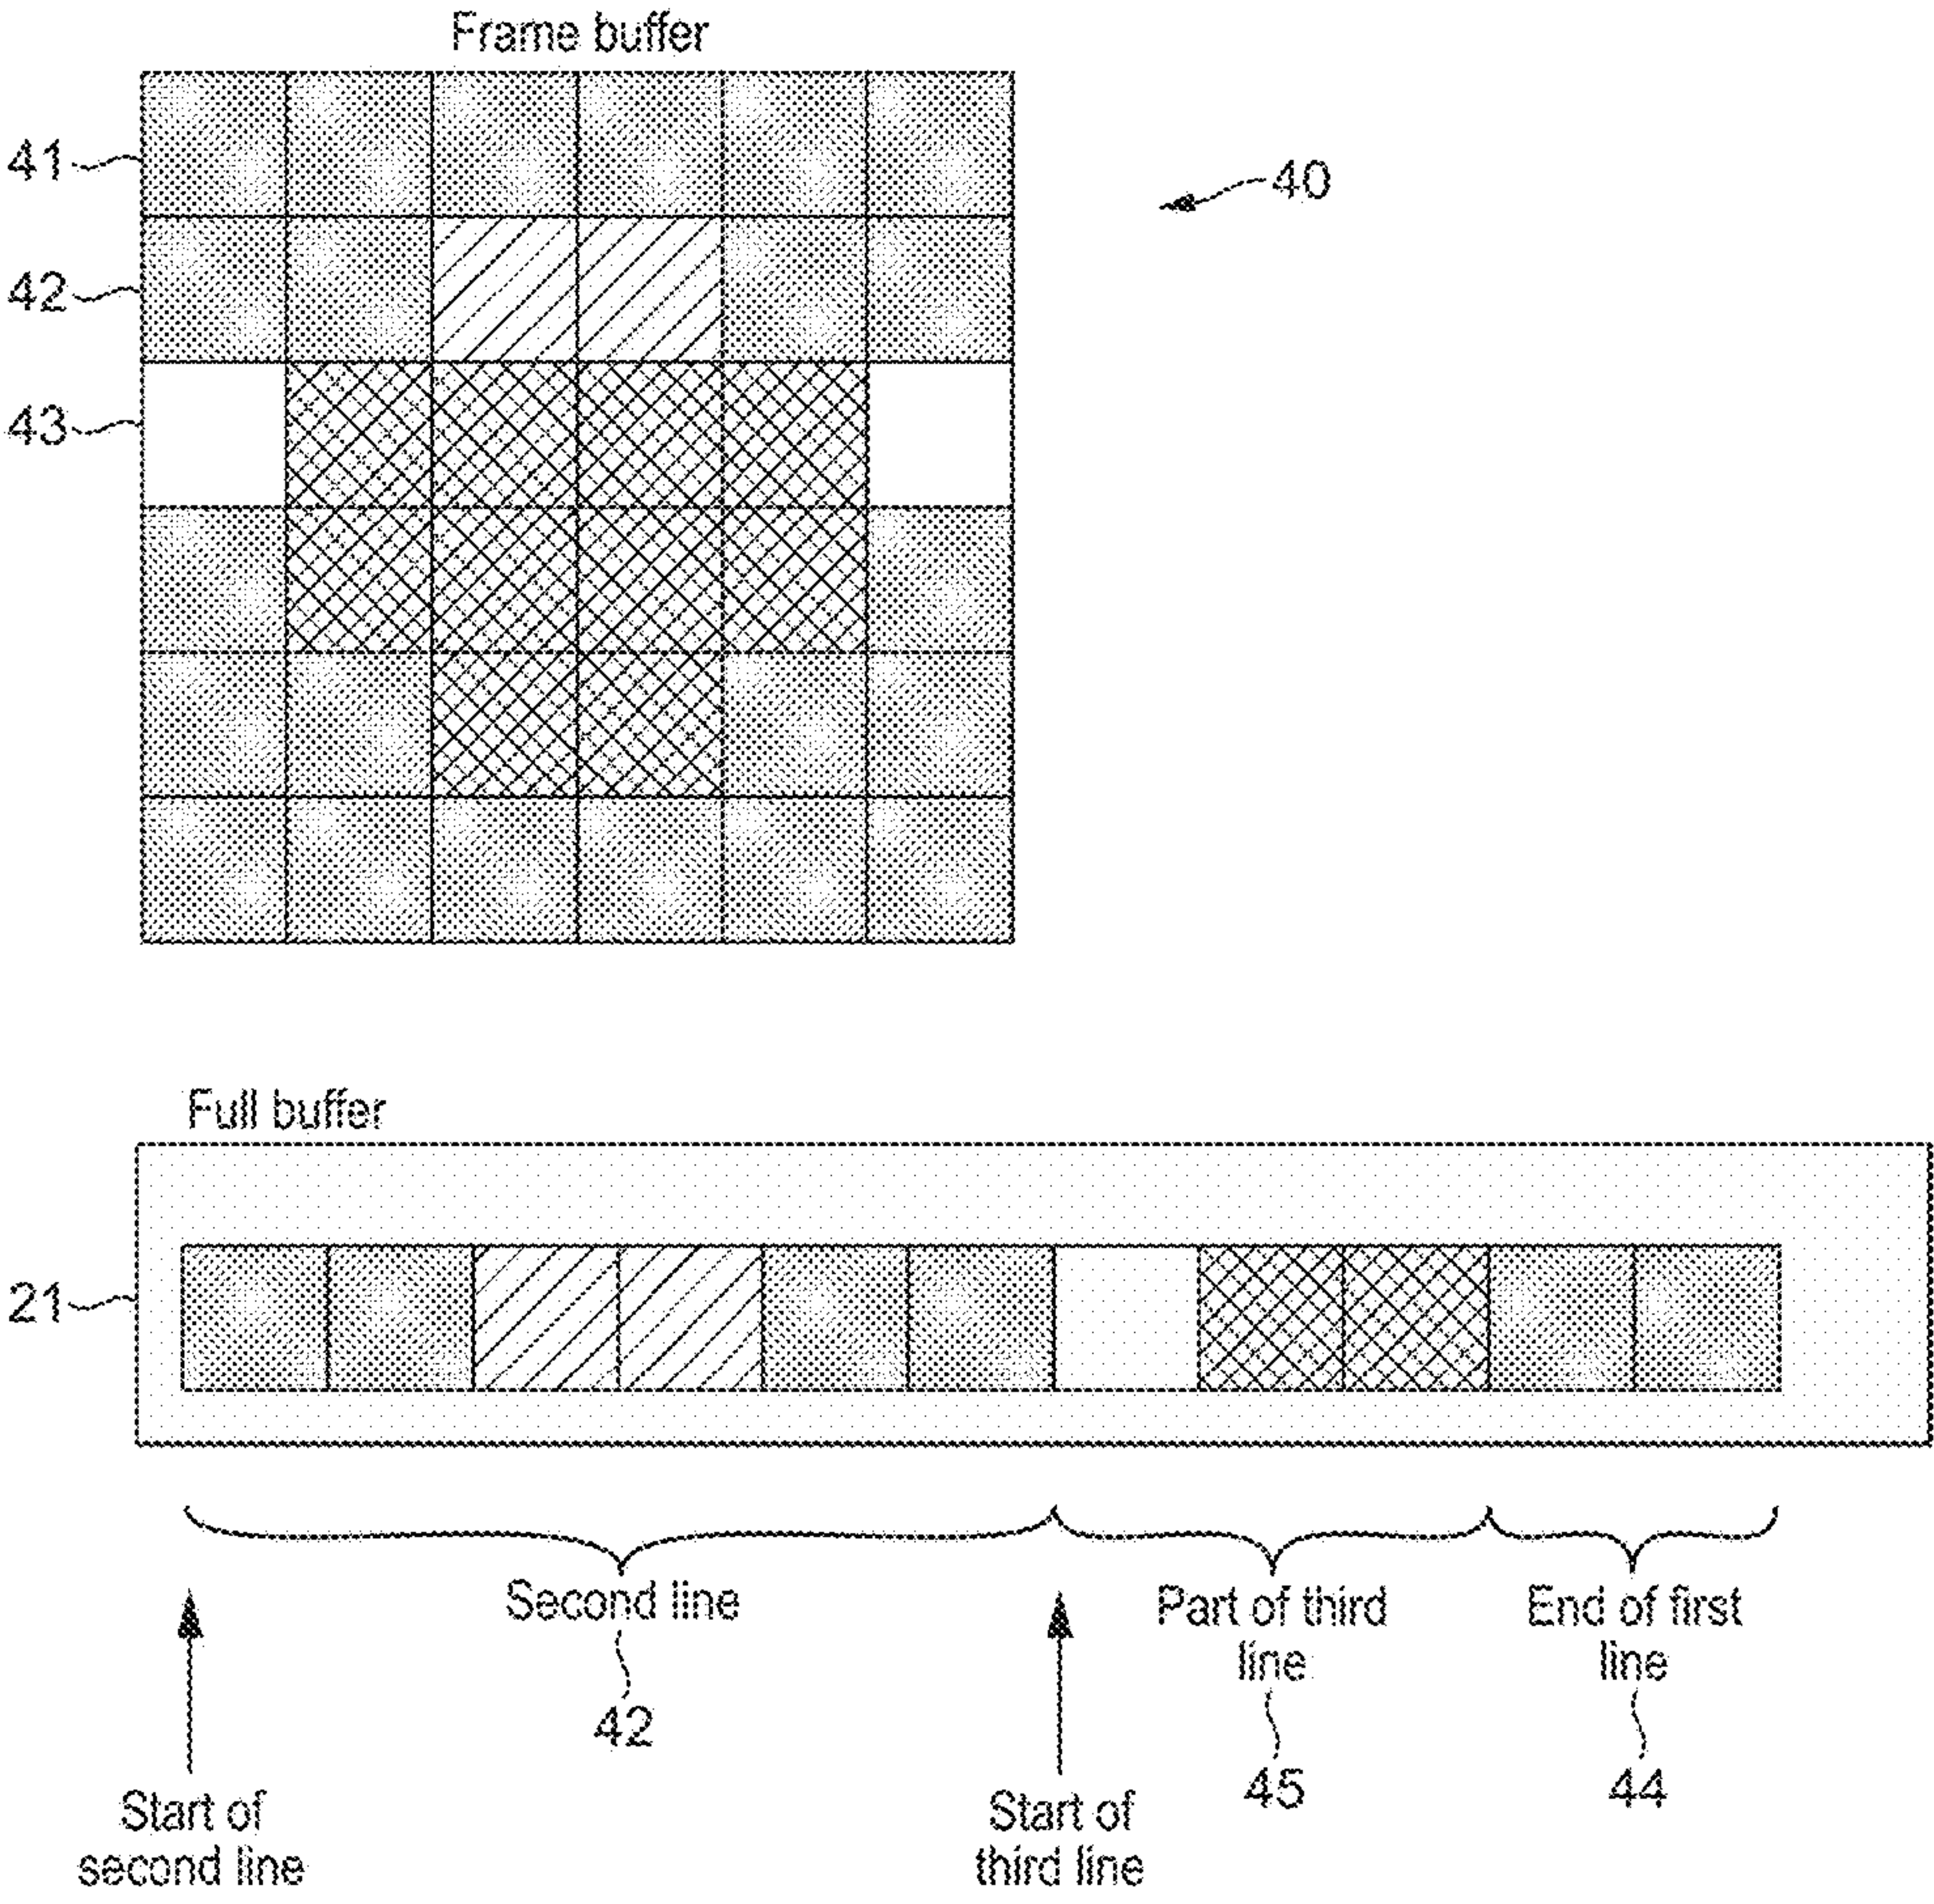 Frame buffer
41
40
42
43
Full buffer
21
Second line
Part of third
line
End of first
line
42
45
44
Start of
second line
Start of
third line